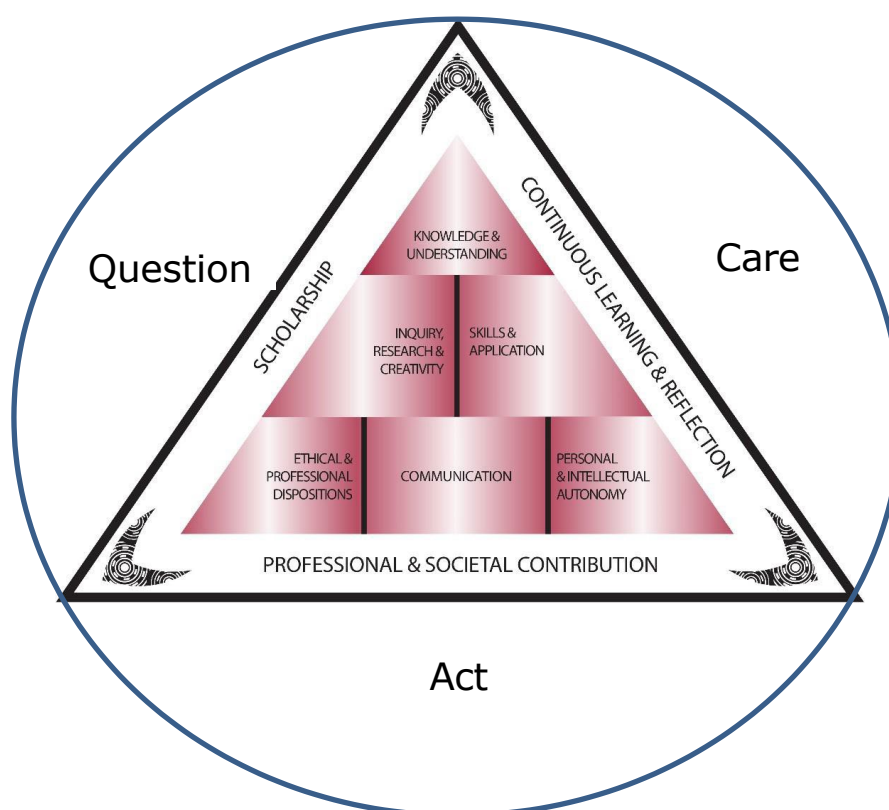 Question
Care
SCHOLARSHIP
CONTINUOUS LEARNING & REFLECTION
KNOWLEDGE &
UNDERSTANDING
INQUIRY,
RESEARCH &
CREATIVITY
SKILLS &
APPLICATION
ETHICAL &
PROFESSIONAL
DISPOSITIONS
COMMUNICATION
PERSONAL
& INTELLECTUAL
AUTONOMY
PROFESSIONAL & SOCIETAL CONTRIBUTION
Act